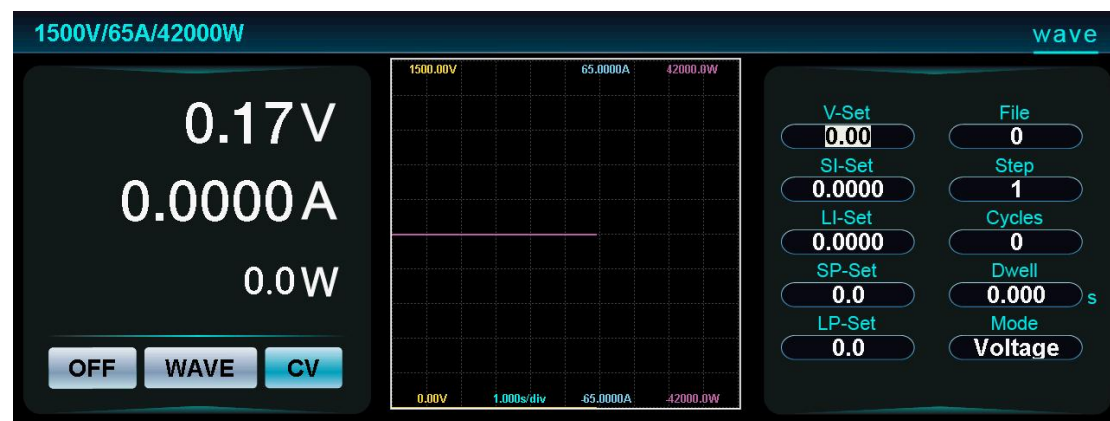 1500V/65A/42000W
wave
0.17V
0.0000A
0.0W
OFF WAVE CV
1500.00V 65.0000A 42000.0W
0.00V 1.000s/div -65.0000A -42000.0W
V-Set File
0.00 0
SI-Set Step
0.0000 1
LI-Set Cycles
0.0000 0
SP-Set Dwell
0.0 0.000 s
LP-Set Mode
0.0 Voltage